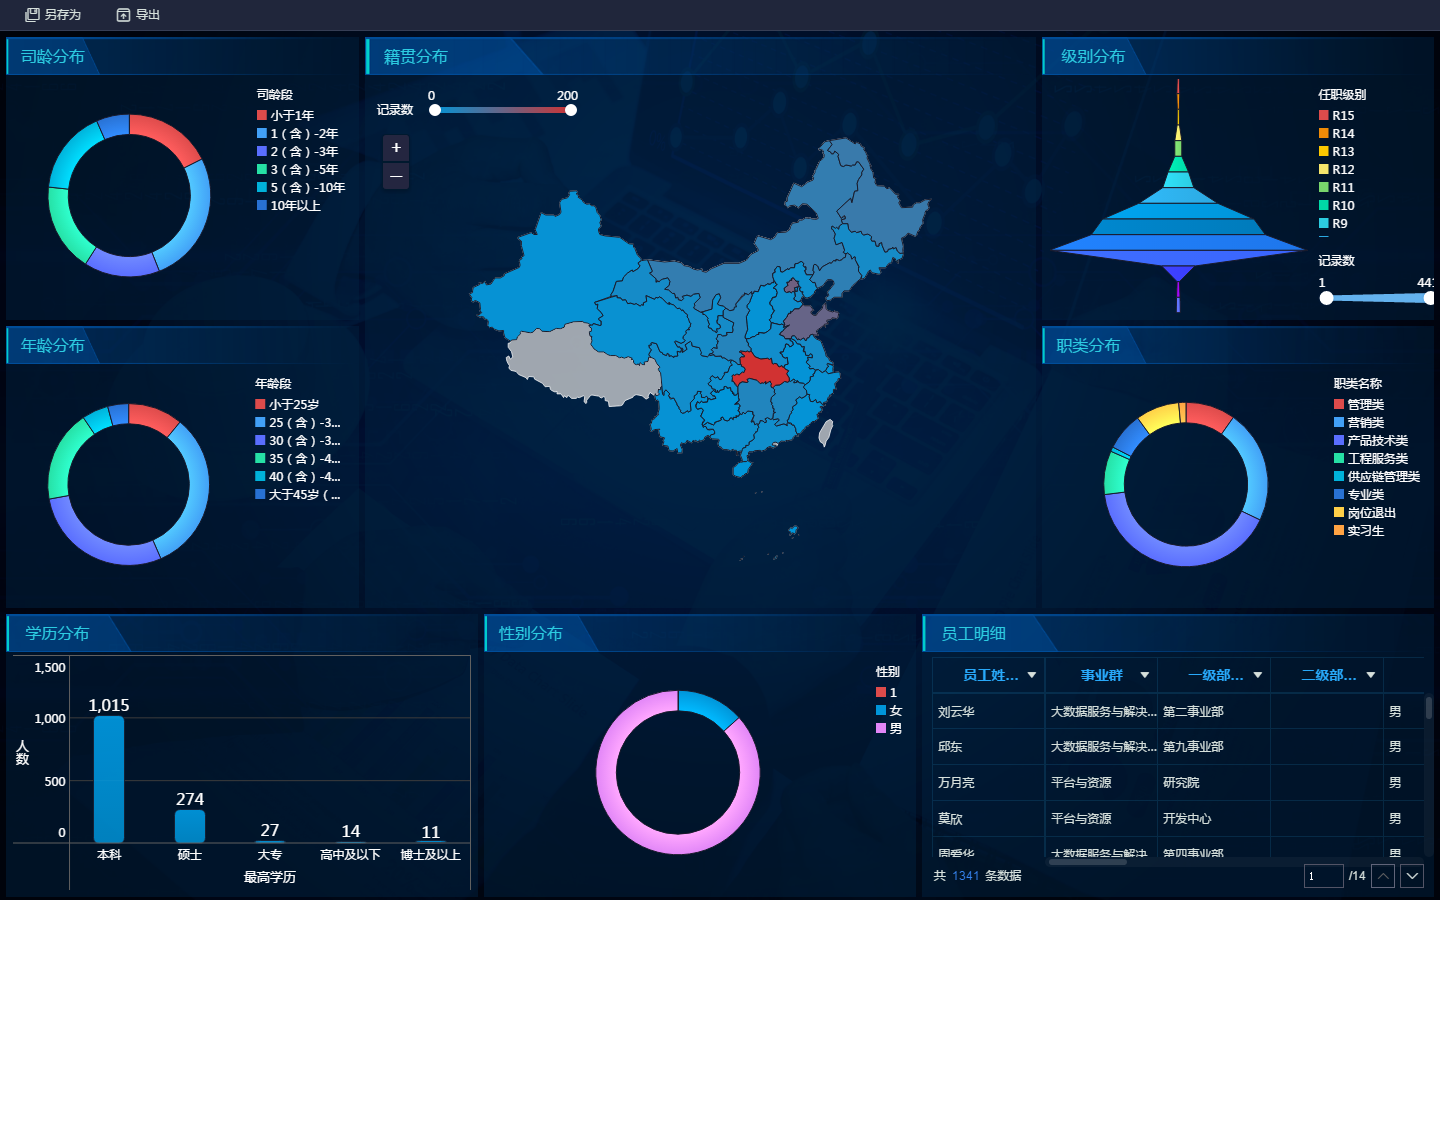 另存为
导出
司龄分布
司龄段
小于1年
1（含）-2年
2（含）-3年
3（含）-5年
5（含）-10年
10年以上
籍贯分布
记录数
0
200
+
—
级别分布
任职级别
R15
R14
R13
R12
R11
R10
R9
记录数
1
年龄分布
年龄段
小于25岁
25（含）-3...
30（含）-3...
35（含）-4...
40（含）-4...
大于45岁（...
职类分布
职类名称
管理类
营销类
产品技术类
工程服务类
供应链管理类
专业类
岗位退出
实习生
学历分布
1,500
1,000
500
0
人数
1,015
274
27
14
11
本科
硕士
大专
高中及以下
博士及以上
最高学历
性别分布
性别
1
女
男
员工明细
员工姓... 事业群 一级部... 二级部...
刘云华 大数据服务与解决... 第二事业部 男
邱东 大数据服务与解决... 第九事业部 男
万月亮 平台与资源 研究院 男
莫欣 平台与资源 开发中心 男
周爱华 大数据服务与解决 第四事业部 男
共 1341 条数据
1 /14